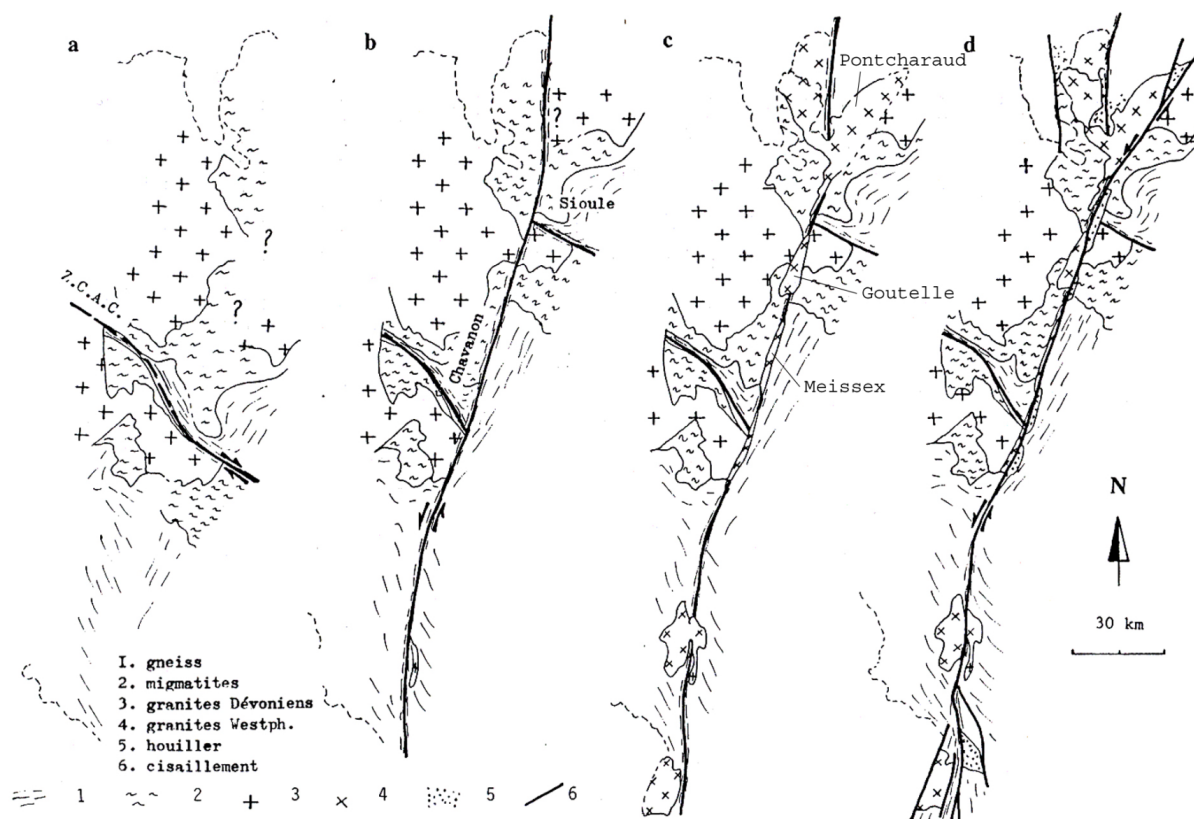 a
b
c
d
Pontcharaud
Z.C.A.C.
?
?
?
Sioule
Chavanon
Goutelle
Meissex
N
30 km
I. gneiss
2. migmatites
3. granites Dévoniens
4. granites Westph.
5. houiller
6. cisaillement
1 2 3 4 5 6